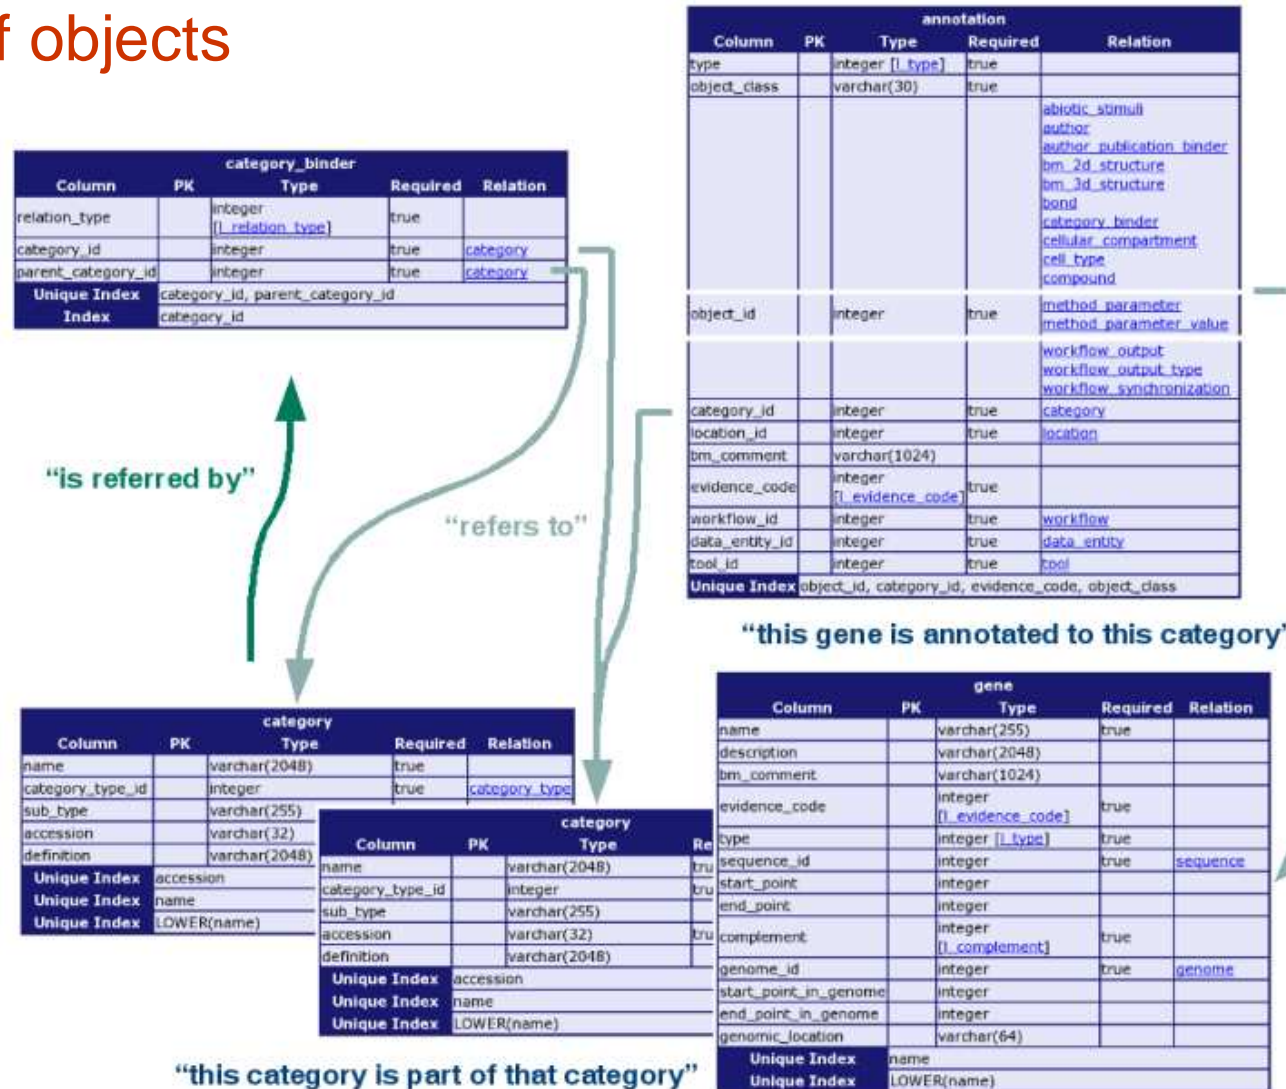 f objects
category_binder
Column PK Type Required Relation
relation_type integer [l_relation_type] true
category_id integer true category
parent_category_id integer true category
Unique Index category_id, parent_category_id
Index category_id
annotation
Column PK Type Required Relation
type integer [l_type] true
object_class varchar(30) true
abiotic_stimuli
author
author_publication_binder
bm_2d_structure
bm_3d_structure
bond
category_binder
cellular_compartment
cell_type
compound
object_id integer true method_parameter
method_parameter_value
workflow_output
workflow_output_type
workflow_synchronization
category_id integer true category
location_id integer true location
bm_comment varchar(1024)
evidence_code integer [l_evidence_code] true
workflow_id integer true workflow
data_entity_id integer true data_entity
tool_id integer true tool
Unique Index object_id, category_id, evidence_code, object_class
“is referred by”
“refers to”
“this gene is annotated to this category”
category
Column PK Type Required Relation
name varchar(2048) true
category_type_id integer true category_type
sub_type varchar(255)
accession varchar(32)
definition varchar(2048)
Unique Index accession
Unique Index name
Unique Index LOWER(name)
category
Column PK Type Re
name varchar(2048) tru
category_type_id integer tru
sub_type varchar(255)
accession varchar(32) tru
definition varchar(2048)
Unique Index accession
Unique Index name
Unique Index LOWER(name)
gene
Column PK Type Required Relation
name varchar(255) true
description varchar(2048)
bm_comment varchar(1024)
evidence_code integer [l_evidence_code] true
type integer [l_type] true
sequence_id integer true sequence
start_point integer
end_point integer
complement integer [l_complement] true
genome_id integer true genome
start_point_in_genome integer
end_point_in_genome integer
genomic_location varchar(64)
Unique Index name
Unique Index LOWER(name)
“this category is part of that category”